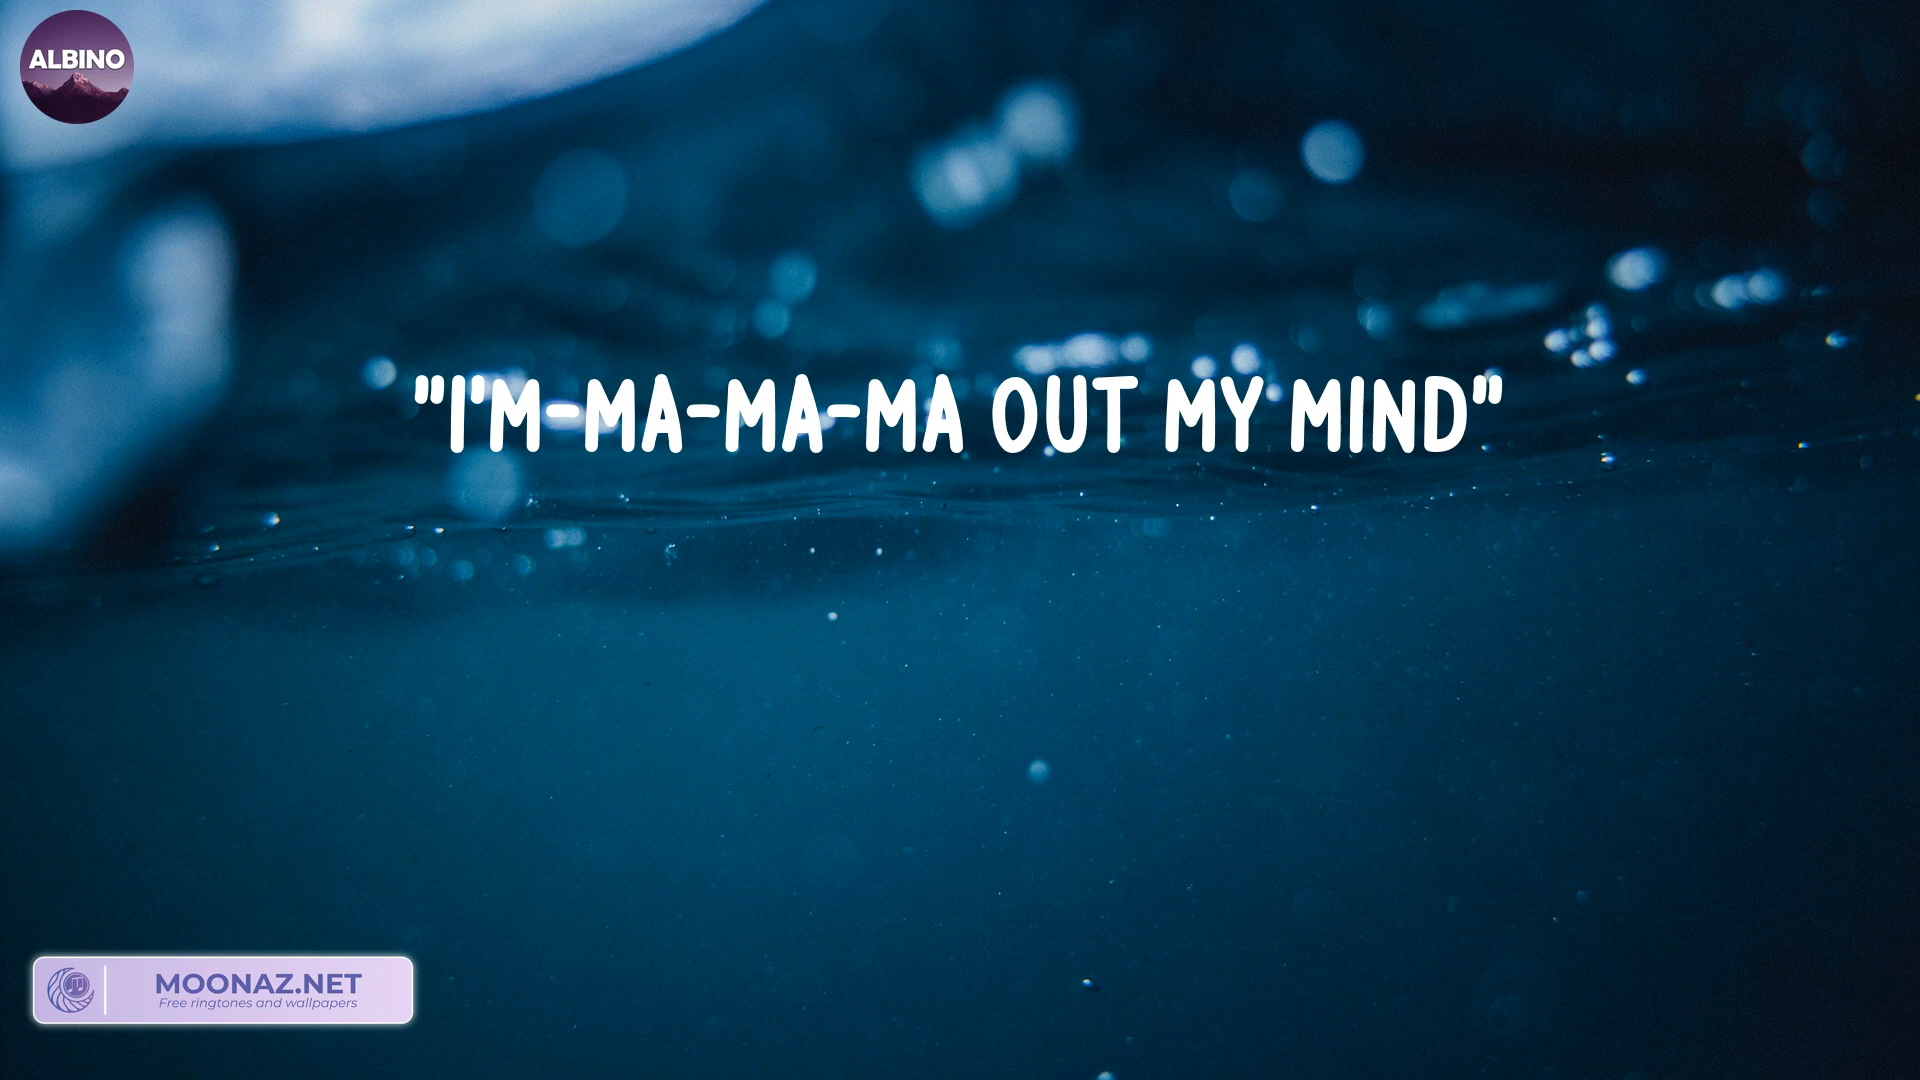 ALBINO
"I'M-MA-MA-MA OUT MY MIND"
MOONAZ.NET
Free ringtones and wallpapers